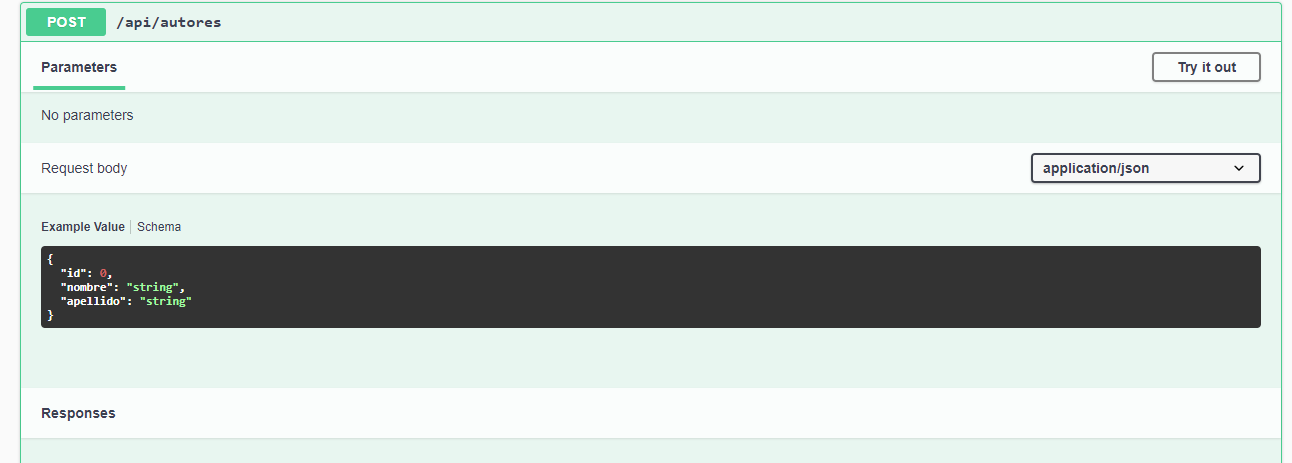 POST /api/autores
Parameters Try it out
No parameters
Request body application/json
Example Value Schema
{
"id": 0,
"nombre": "string",
"apellido": "string"
}
Responses